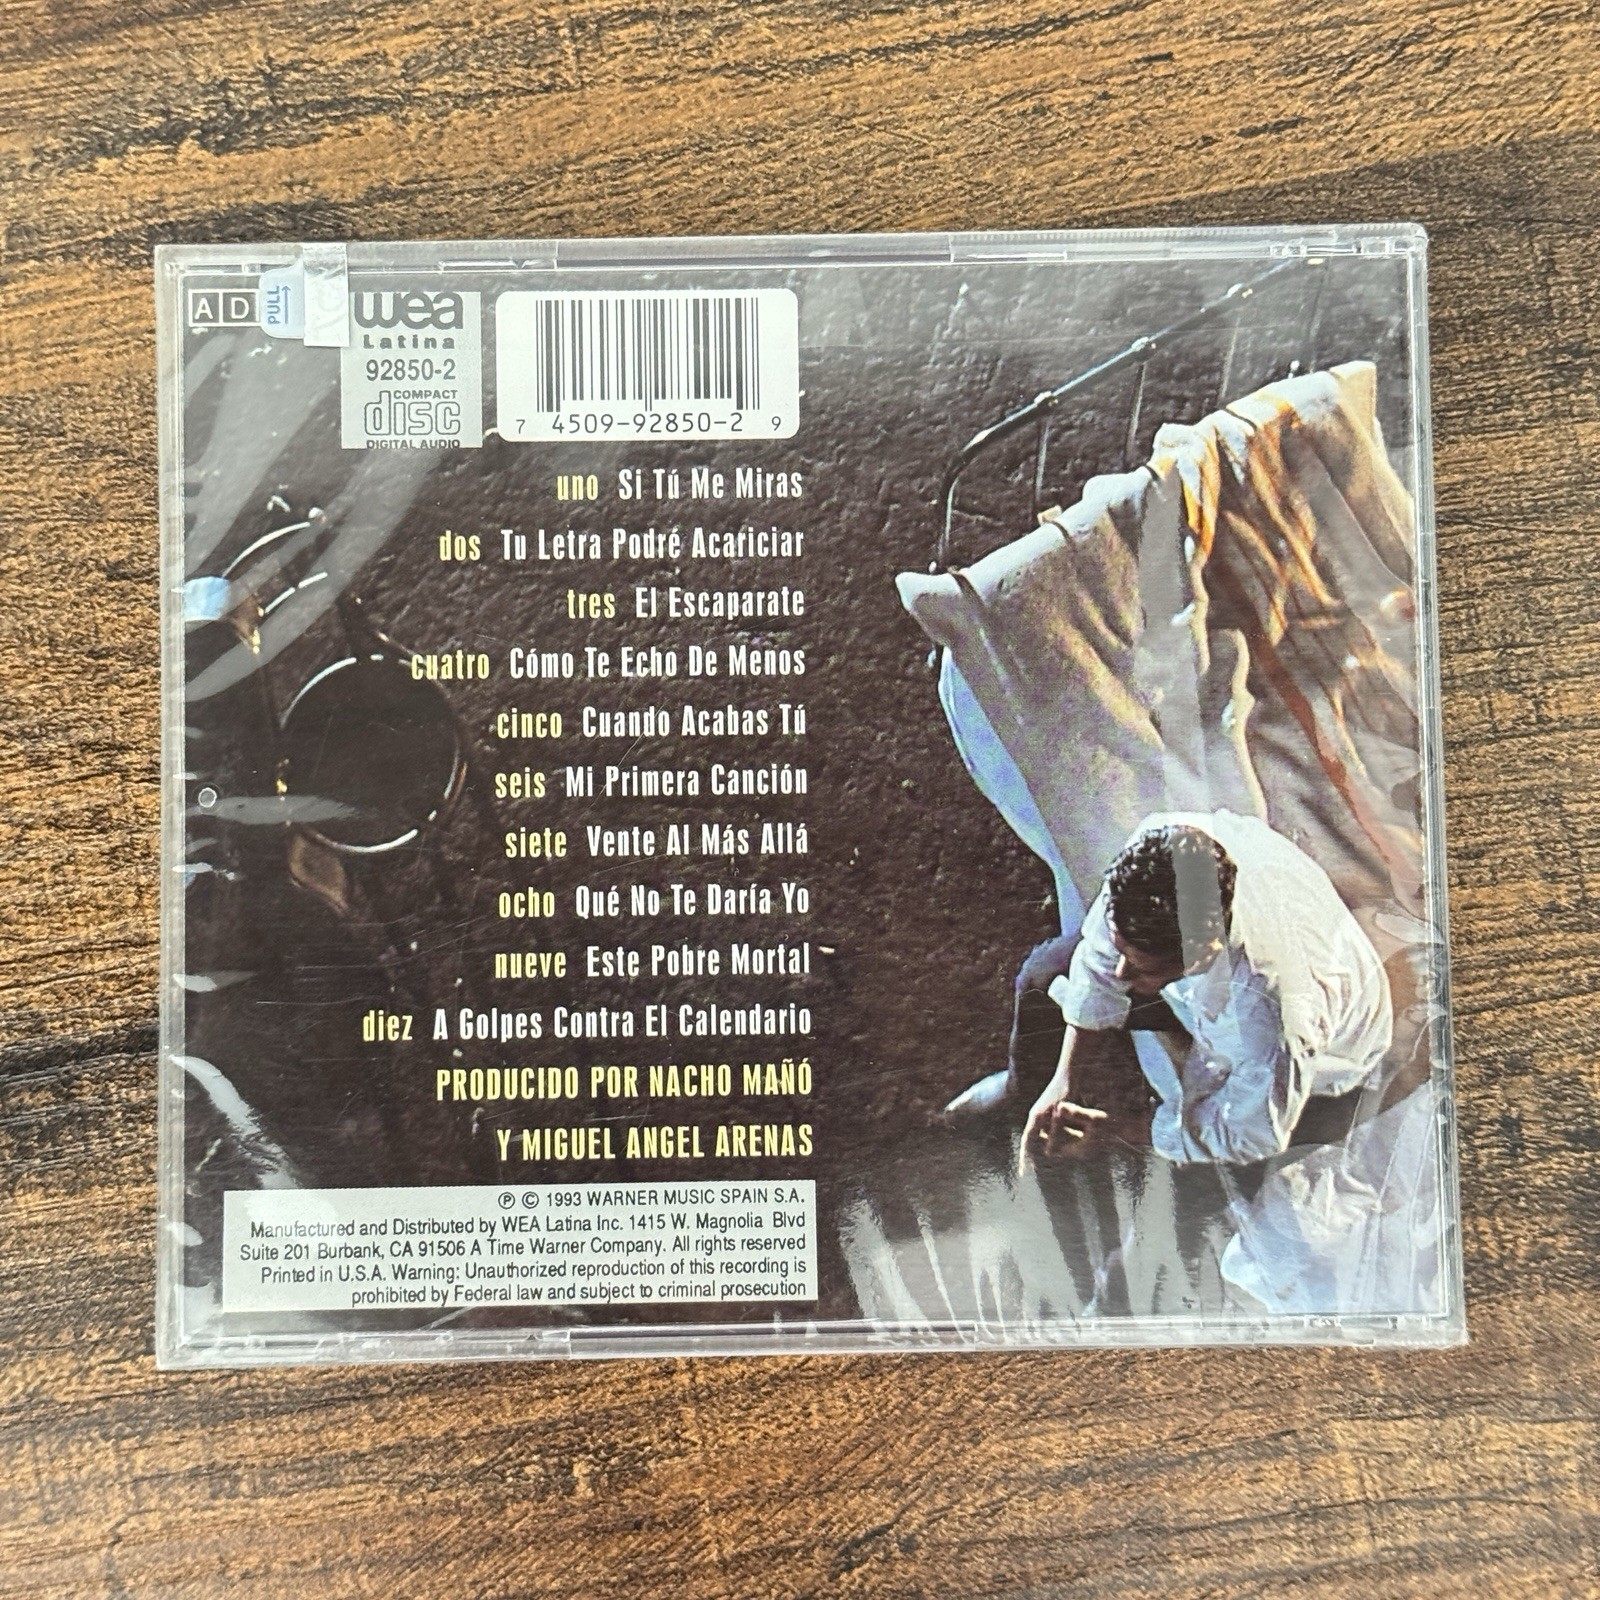 A D
PULL
wea
Latina
92850-2
COMPACT
disc
DIGITAL AUDIO
7 4509-92850-2 9
uno Si Tú Me Miras
dos Tu Letra Podré Acariciar
tres El Escaparate
cuatro Cómo Te Echo De Menos
cinco Cuando Acabas Tú
seis Mi Primera Canción
siete Vente Al Más Allá
ocho Qué No Te Daría Yo
nueve Este Pobre Mortal
diez A Golpes Contra El Calendario
PRODUCIDO POR NACHO MAÑÓ
Y MIGUEL ANGEL ARENAS
℗ © 1993 WARNER MUSIC SPAIN S.A.
Manufactured and Distributed by WEA Latina Inc. 1415 W. Magnolia Blvd
Suite 201 Burbank, CA 91506 A Time Warner Company. All rights reserved
Printed in U.S.A. Warning: Unauthorized reproduction of this recording is
prohibited by Federal law and subject to criminal prosecution